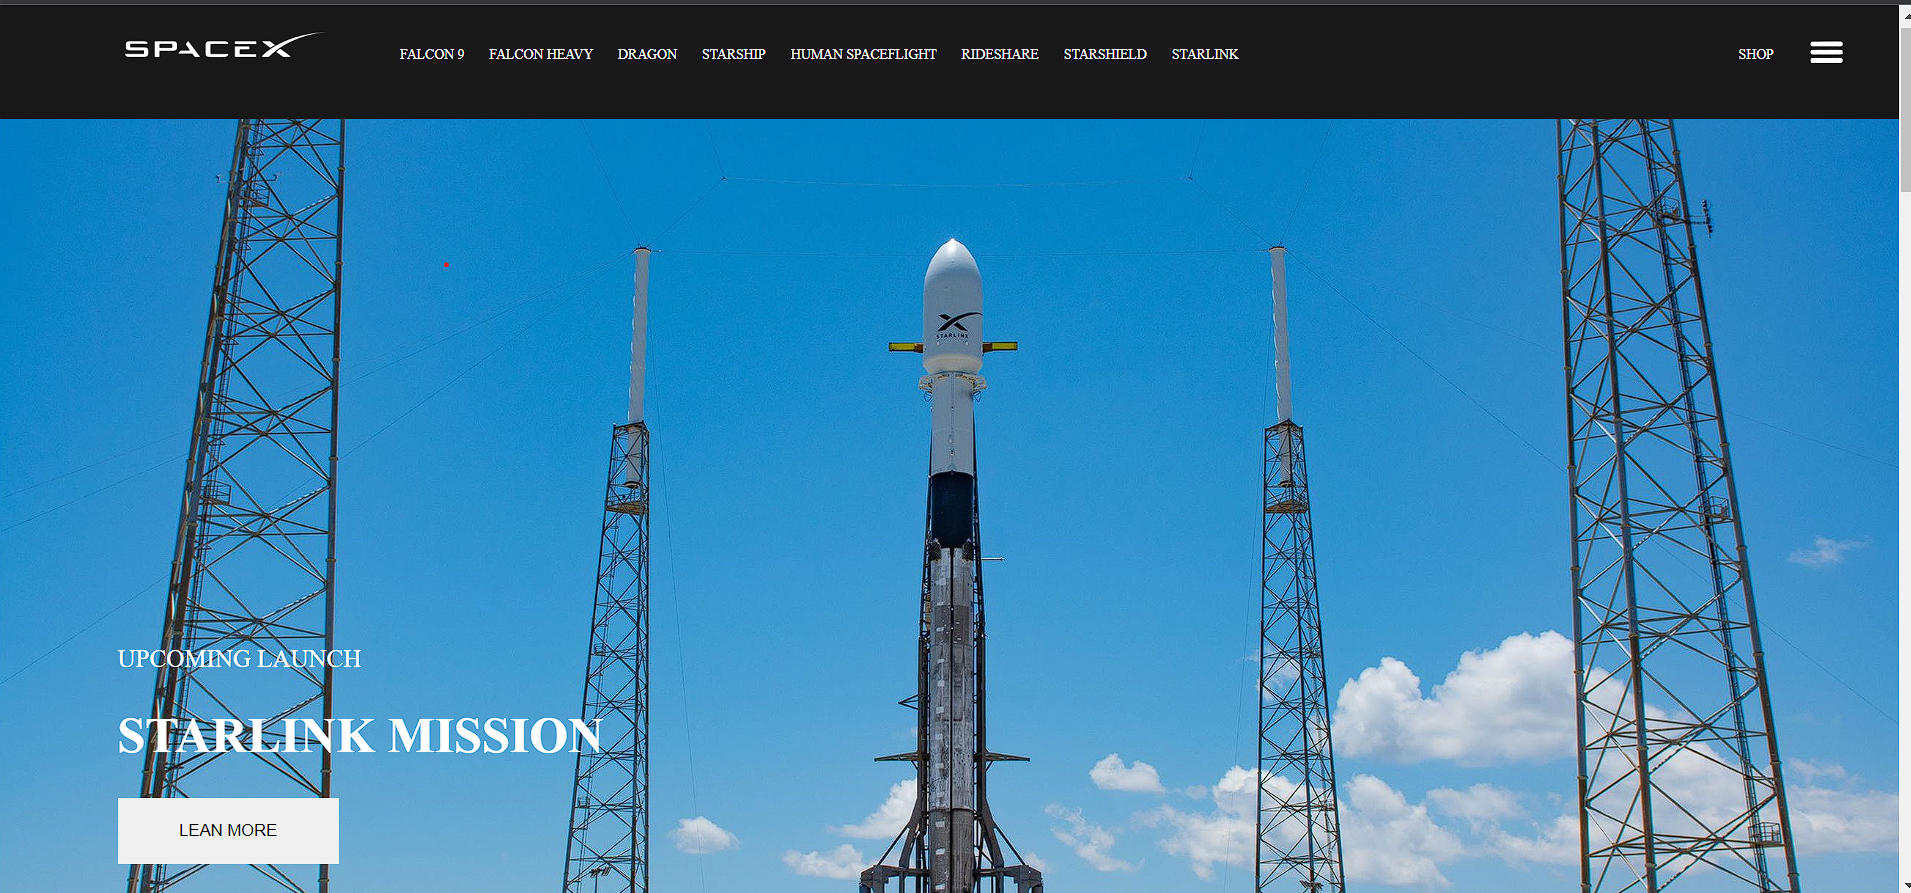 SPACEX
FALCON 9 FALCON HEAVY DRAGON STARSHIP HUMAN SPACEFLIGHT RIDESHARE STARSHIELD STARLINK SHOP
STARLINK
UPCOMING LAUNCH
STARLINK MISSION
LEAN MORE